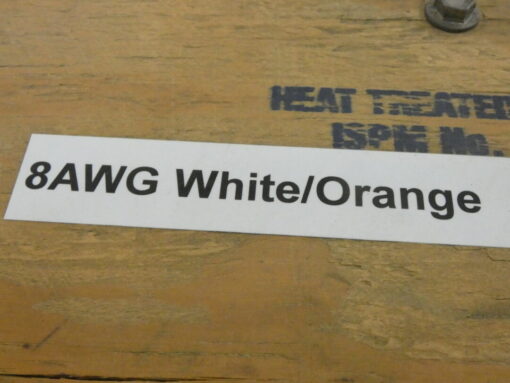 HEAT TREATED
ISPM No.
8AWG White/Orange